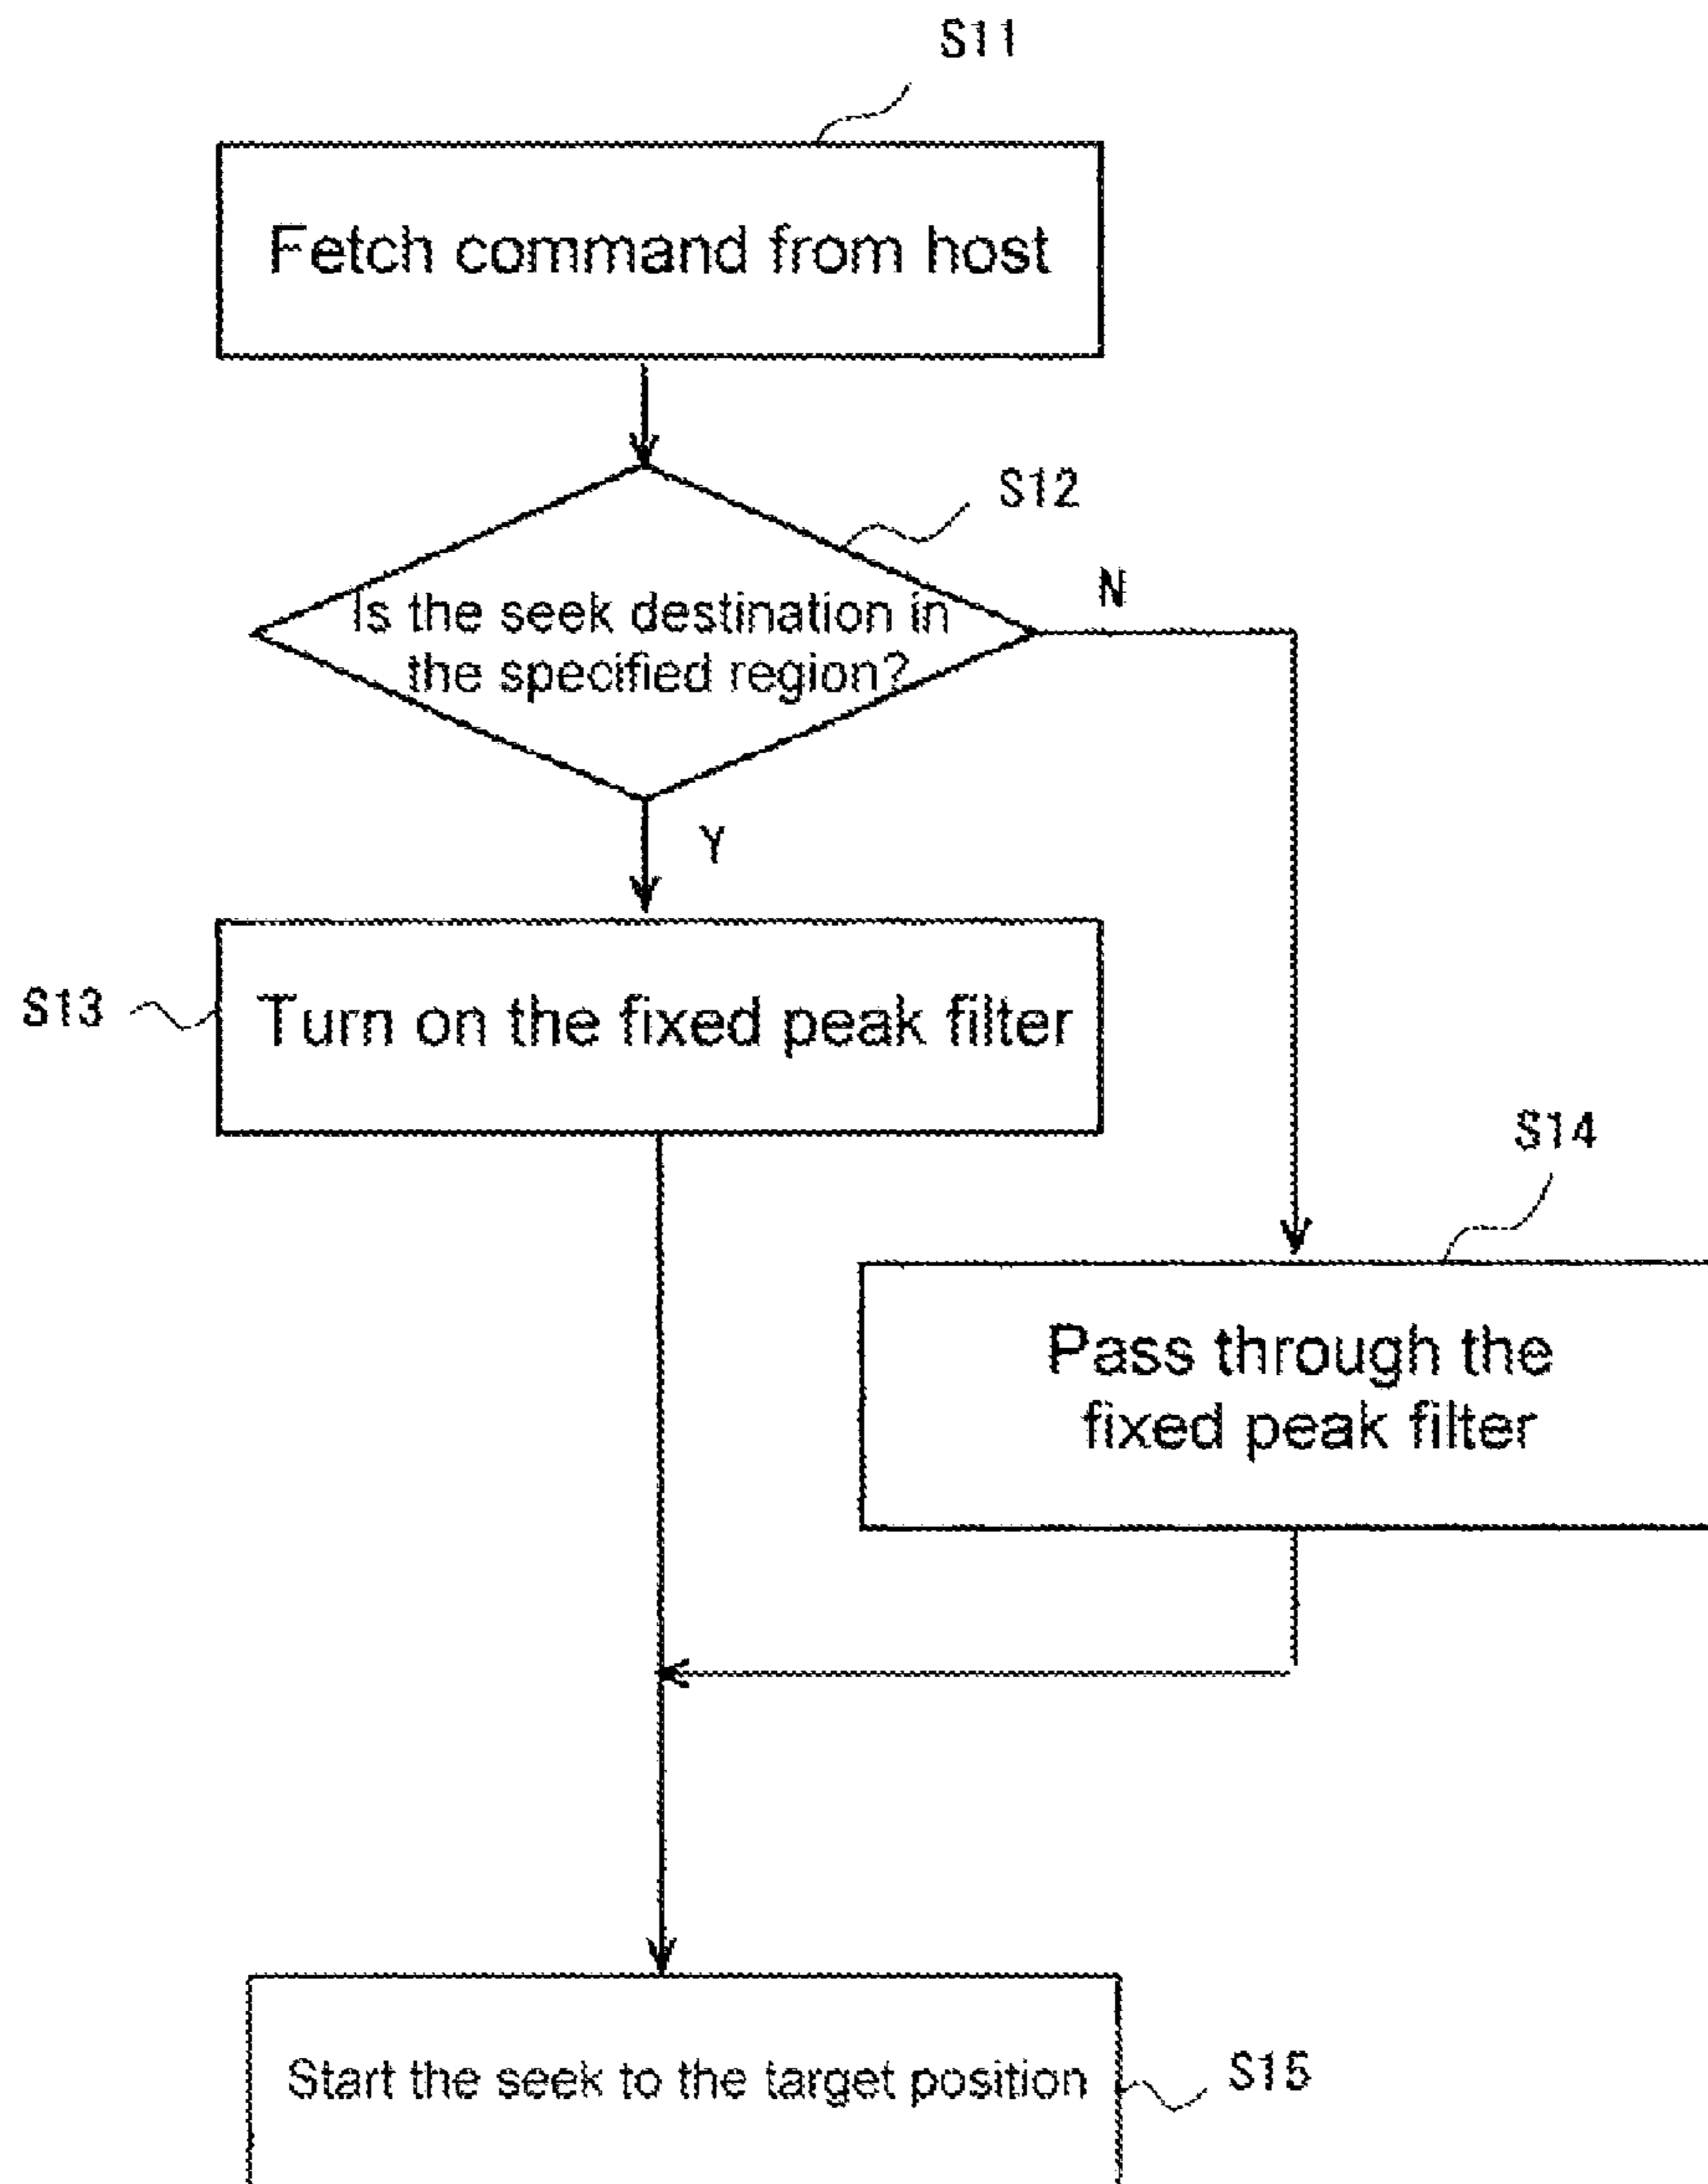 S11
Fetch command from host
S12
Is the seek destination in
the specified region?
N
Y
S13
Turn on the fixed peak filter
S14
Pass through the
fixed peak filter
Start the seek to the target position
S15